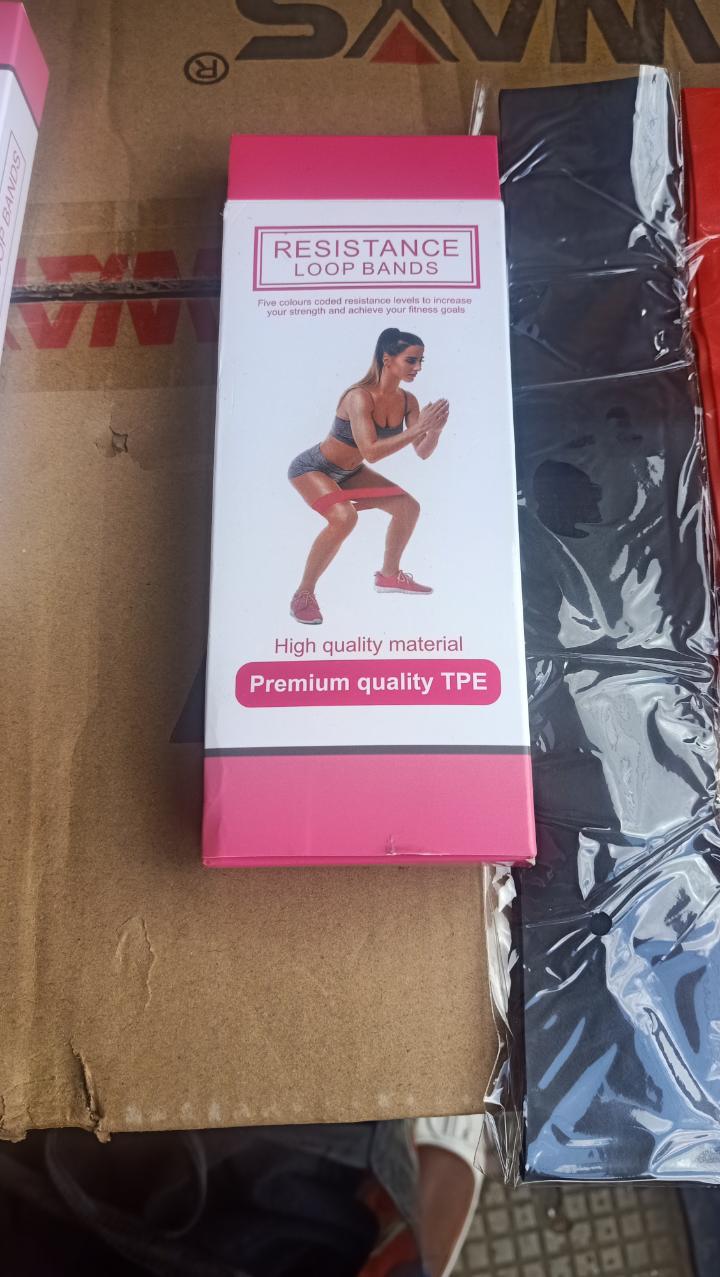 ®
RESISTANCE
LOOP BANDS
Five colours coded resistance levels to increase
your strength and achieve your fitness goals
High quality material
Premium quality TPE
BANDS